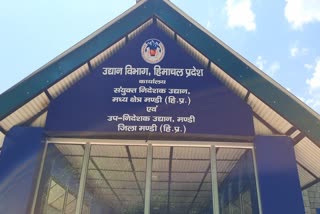 उद्यान विभाग, हिमाचल प्रदेश
कार्यालय
संयुक्त निदेशक उद्यान,
मध्य क्षेत्र मण्डी (हि.प्र.)
एवं
उप-निदेशक उद्यान, मण्डी
जिला मण्डी (हि.प्र.)